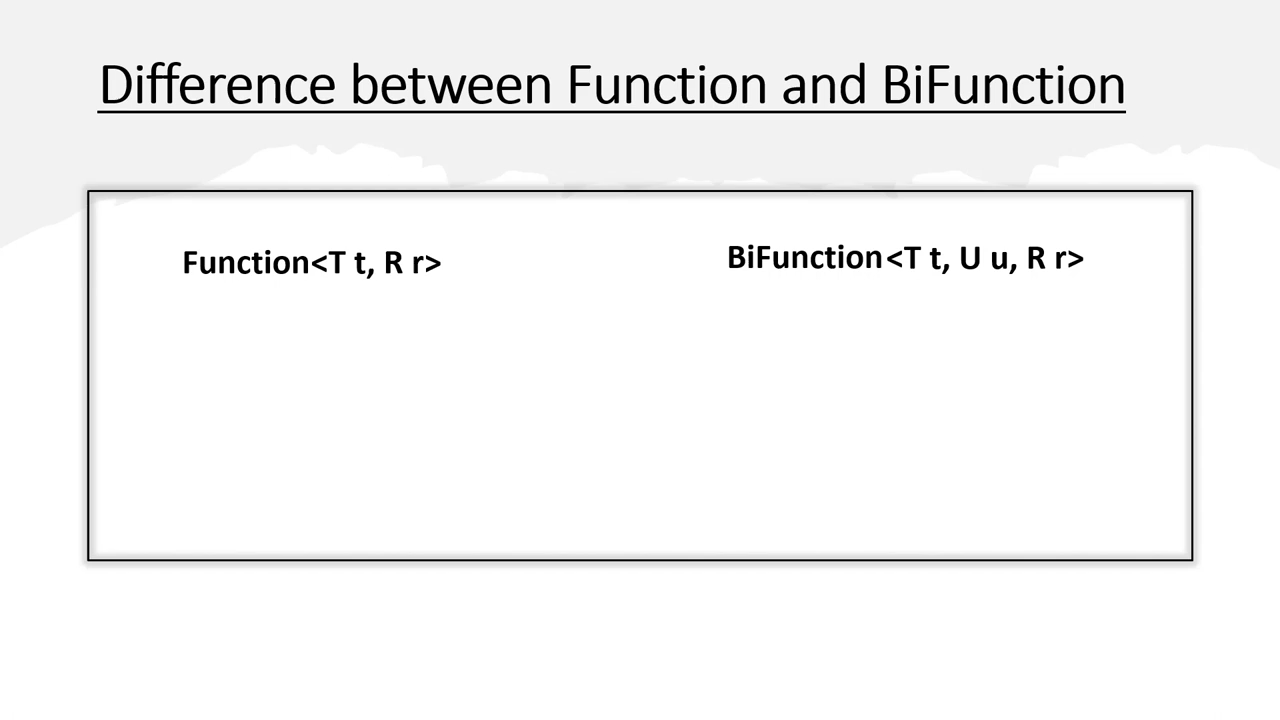 Difference between Function and BiFunction
Function<T t, R r>
BiFunction<T t, U u, R r>